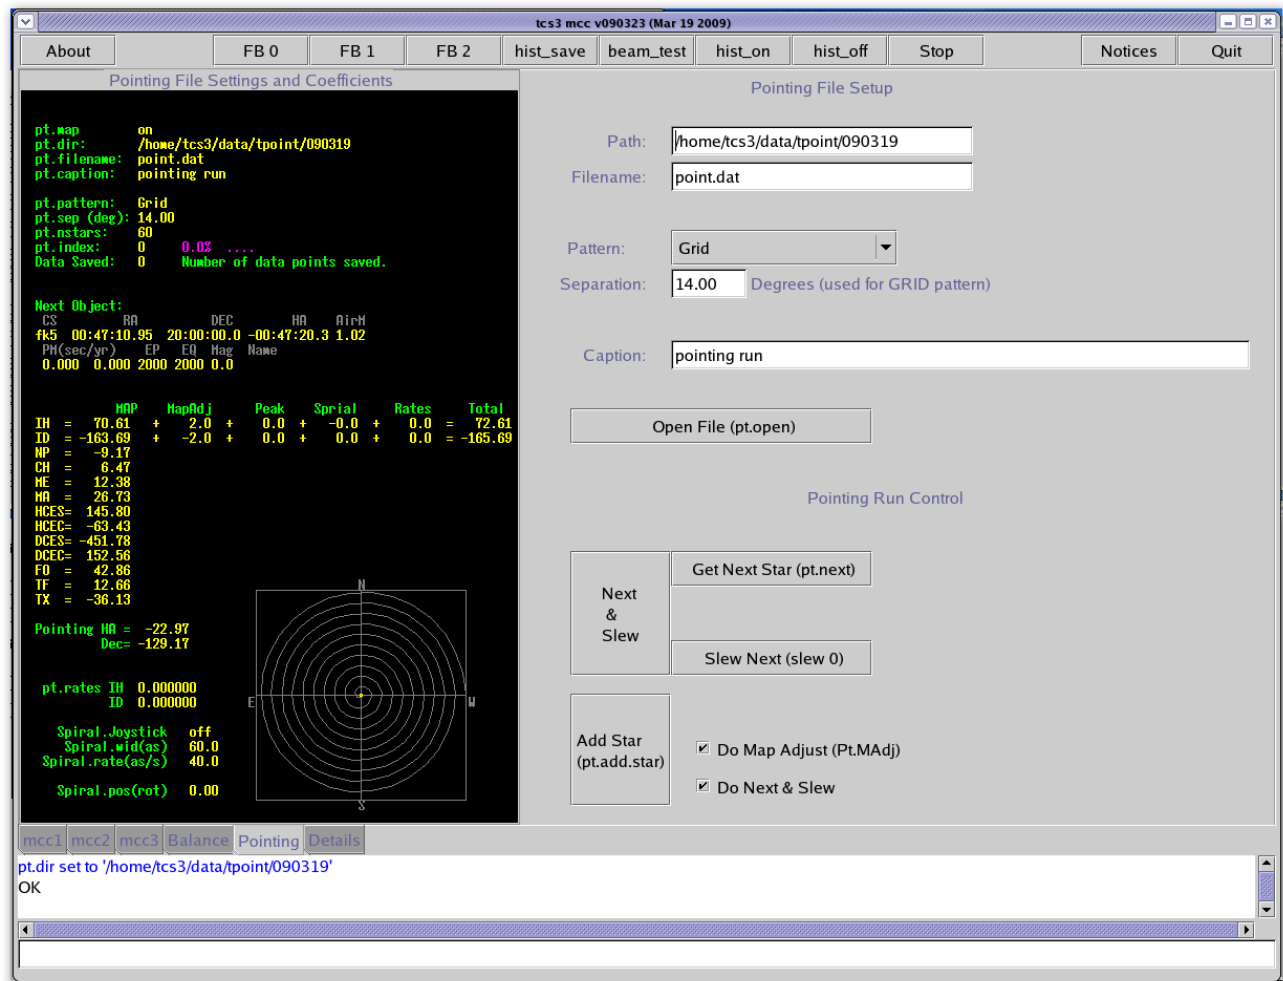 tcs3 mcc v090323 (Mar 19 2009)
About FB 0 FB 1 FB 2 hist_save beam_test hist_on hist_off Stop Notices Quit
Pointing File Settings and Coefficients
pt.map on
pt.dir: /home/tcs3/data/tpoint/090319
pt.filename: point.dat
pt.caption: pointing run
pt.pattern: Grid
pt.sep (deg): 14.00
pt.nstars: 60
pt.index: 0 0.0% ....
Data Saved: 0 Number of data points saved.
Next Object:
CS RA DEC HA AirM
fk5 00:47:10.95 20:00:00.0 -00:47:20.3 1.02
PM(sec/yr) EP EQ Mag Name
0.000 0.000 2000 2000 0.0
MAP MapAdj Peak Sprial Rates Total
IH = 70.61 + 2.0 + 0.0 + -0.0 + 0.0 = 72.61
ID = -163.69 + -2.0 + 0.0 + 0.0 + 0.0 = -165.69
NP = -9.17
CH = 6.47
ME = 12.38
MA = 26.73
HCES= 145.80
HCEC= -63.43
DCES= -451.78
DCEC= 152.56
FO = 42.86
TF = 12.66
TX = -36.13
Pointing HA = -22.97
Dec= -129.17
pt.rates IH 0.000000
ID 0.000000
Spiral.Joystick off
Spiral.wid(as) 60.0
Spiral.rate(as/s) 40.0
Spiral.pos(rot) 0.00
N
E
W
S
Pointing File Setup
Path: /home/tcs3/data/tpoint/090319
Filename: point.dat
Pattern: Grid
Separation: 14.00 Degrees (used for GRID pattern)
Caption: pointing run
Open File (pt.open)
Pointing Run Control
Next
&
Slew
Get Next Star (pt.next)
Slew Next (slew 0)
Add Star
(pt.add.star)
Do Map Adjust (Pt.MAdj)
Do Next & Slew
mcc1 mcc2 mcc3 Balance Pointing Details
pt.dir set to '/home/tcs3/data/tpoint/090319'
OK